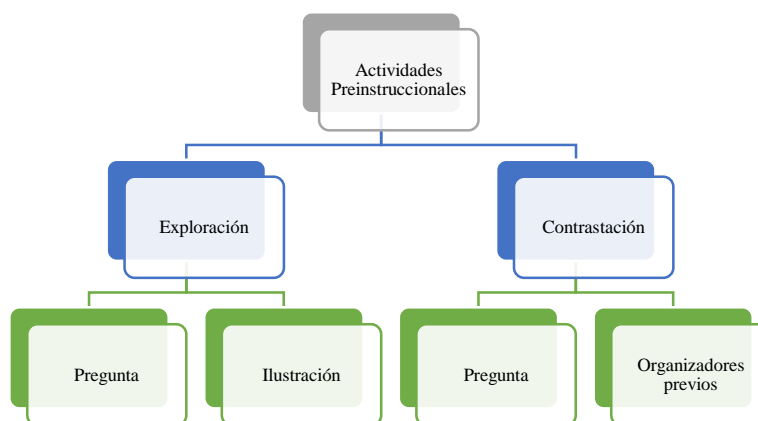 Actividades
Preinstruccionales
Exploración
Contrastación
Pregunta
Ilustración
Pregunta
Organizadores
previos